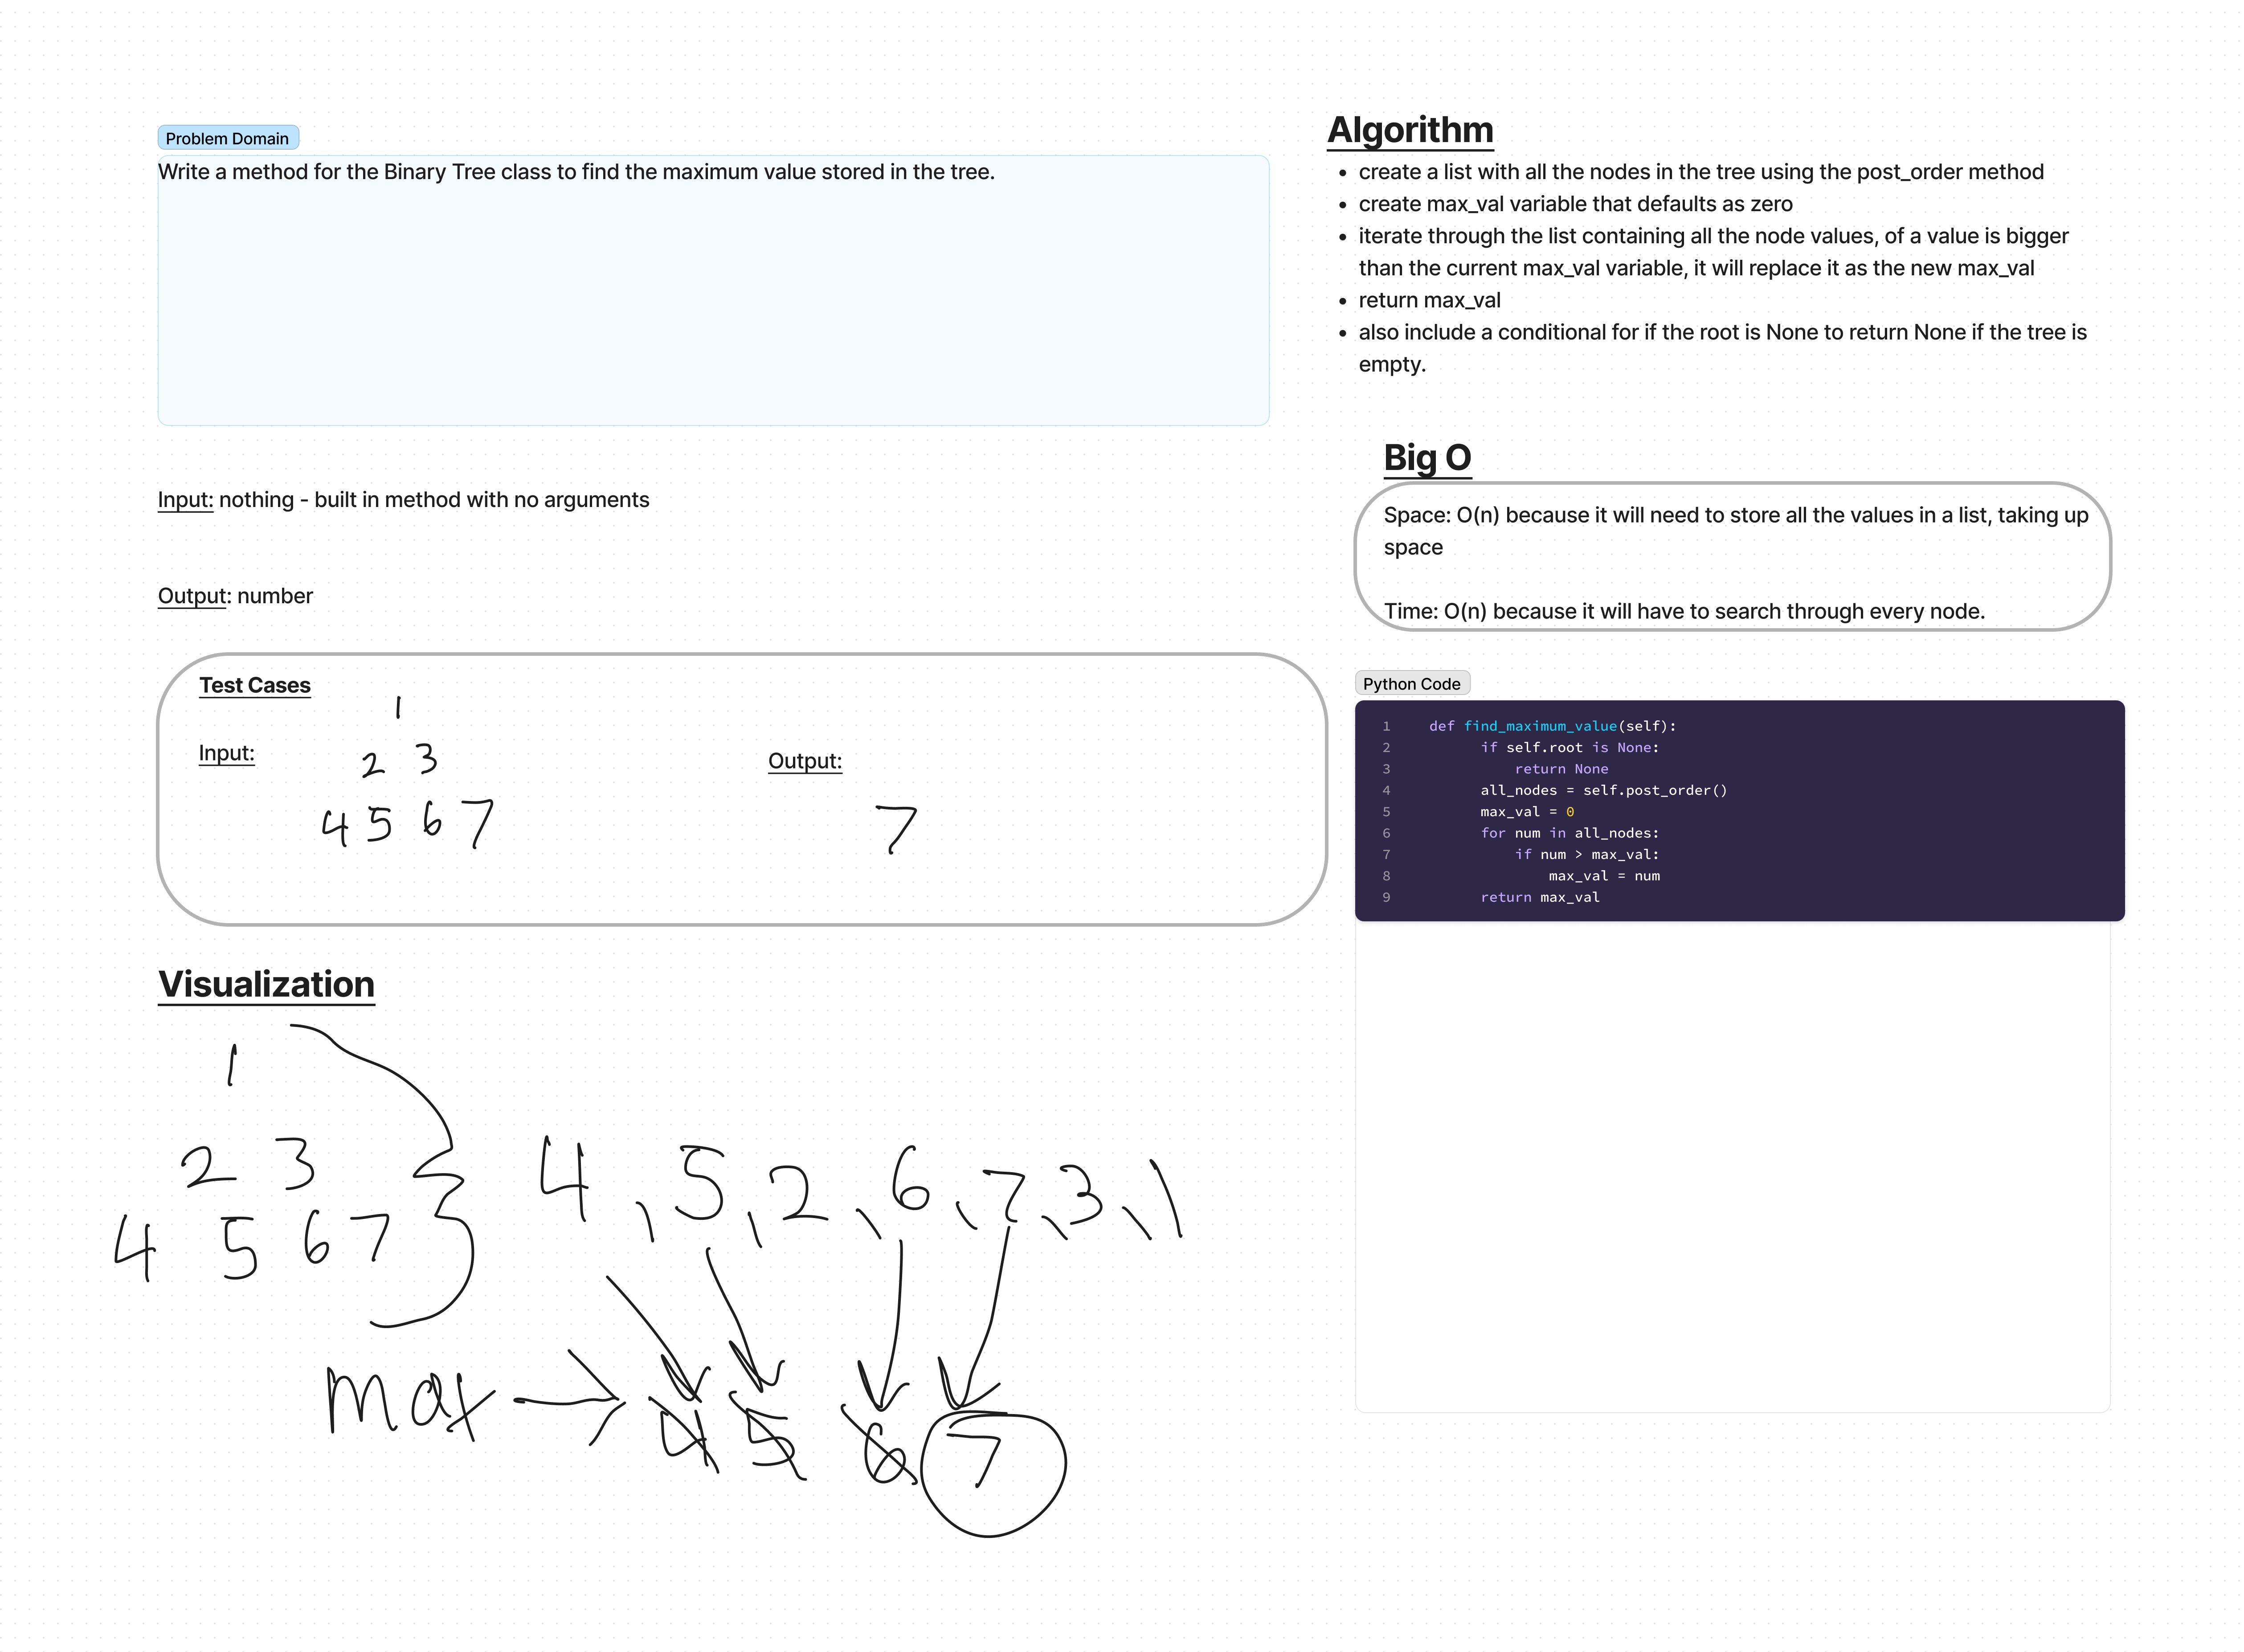 Problem Domain
Write a method for the Binary Tree class to find the maximum value stored in the tree.
Input: nothing - built in method with no arguments
Output: number
Test Cases
Input:
1
2 3
4 5 6 7
Output:
7
Visualization
1
2 3
4 5 6 7
4, 5, 2, 6, 7, 3, 1
max → 4 5 6 7
Algorithm
• create a list with all the nodes in the tree using the post_order method
• create max_val variable that defaults as zero
• iterate through the list containing all the node values, of a value is bigger
than the current max_val variable, it will replace it as the new max_val
• return max_val
• also include a conditional for if the root is None to return None if the tree is
empty.
Big O
Space: O(n) because it will need to store all the values in a list, taking up
space
Time: O(n) because it will have to search through every node.
Python Code
1 def find_maximum_value(self):
2 if self.root is None:
3 return None
4 all_nodes = self.post_order()
5 max_val = 0
6 for num in all_nodes:
7 if num > max_val:
8 max_val = num
9 return max_val